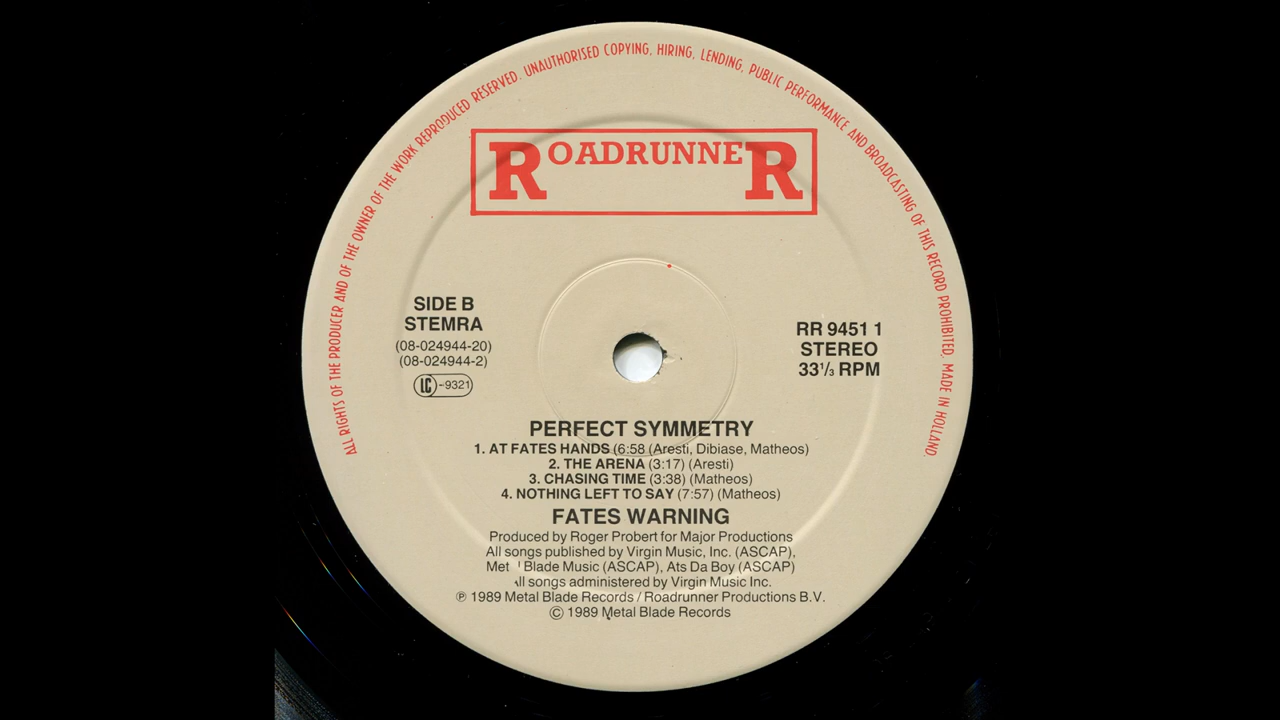 ALL RIGHTS OF THE PRODUCER AND OF THE OWNER OF THE WORK REPRODUCED RESERVED. UNAUTHORISED COPYING, HIRING, LENDING, PUBLIC PERFORMANCE AND BROADCASTING OF THIS RECORD PROHIBITED. MADE IN HOLLAND.
ROADRUNNER
SIDE B
STEMRA
(08-024944-20)
(08-024944-2)
LC-9321
RR 9451 1
STEREO
33 1/3 RPM
PERFECT SYMMETRY
1. AT FATES HANDS (6:58 (Aresti, Dibiase, Matheos)
2. THE ARENA (3:17) (Aresti)
3. CHASING TIME (3:38) (Matheos)
4. NOTHING LEFT TO SAY (7:57) (Matheos)
FATES WARNING
Produced by Roger Probert for Major Productions
All songs published by Virgin Music, Inc. (ASCAP),
Met l Blade Music (ASCAP), Ats Da Boy (ASCAP)
ll songs administered by Virgin Music Inc.
℗ 1989 Metal Blade Records / Roadrunner Productions B.V.
© 1989 Metal Blade Records